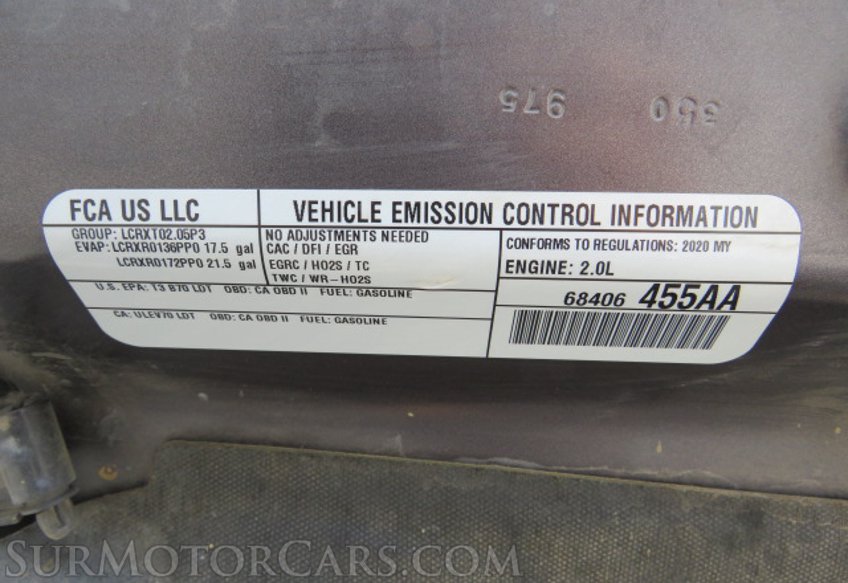 975 350
FCA US LLC
VEHICLE EMISSION CONTROL INFORMATION
GROUP: LCRXT02.05P3
EVAP: LCRXR0136PP0 17.5 gal
LCRXR0172PP0 21.5 gal
NO ADJUSTMENTS NEEDED
CAC / DFI / EGR
EGRC / HO2S / TC
TWC / WR-HO2S
CONFORMS TO REGULATIONS: 2020 MY
ENGINE: 2.0L
U.S. EPA: T3 B70 LDT OBD: CA OBD II FUEL: GASOLINE
CA: ULEV70 LDT OBD: CA OBD II FUEL: GASOLINE
68406 455AA
SURMOTORCARS.COM